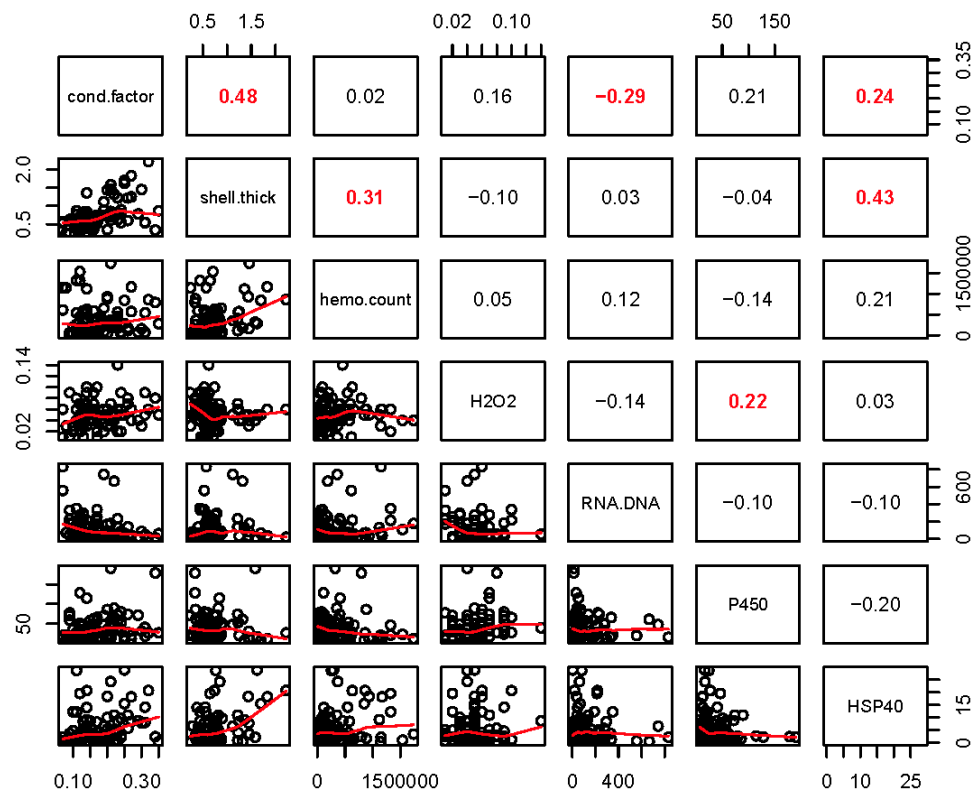 0.5 1.5 0.02 0.10 50 150
cond.factor 0.48 0.02 0.16 −0.29 0.21 0.24
0.10 0.35
shell.thick 0.31 −0.10 0.03 −0.04 0.43
0.5 2.0
hemo.count 0.05 0.12 −0.14 0.21
0 1500000
H2O2 −0.14 0.22 0.03
0.02 0.14
RNA.DNA −0.10 −0.10
0 600
P450 −0.20
50
HSP40
0 15
0.10 0.30 0 1500000 0 400 0 10 25